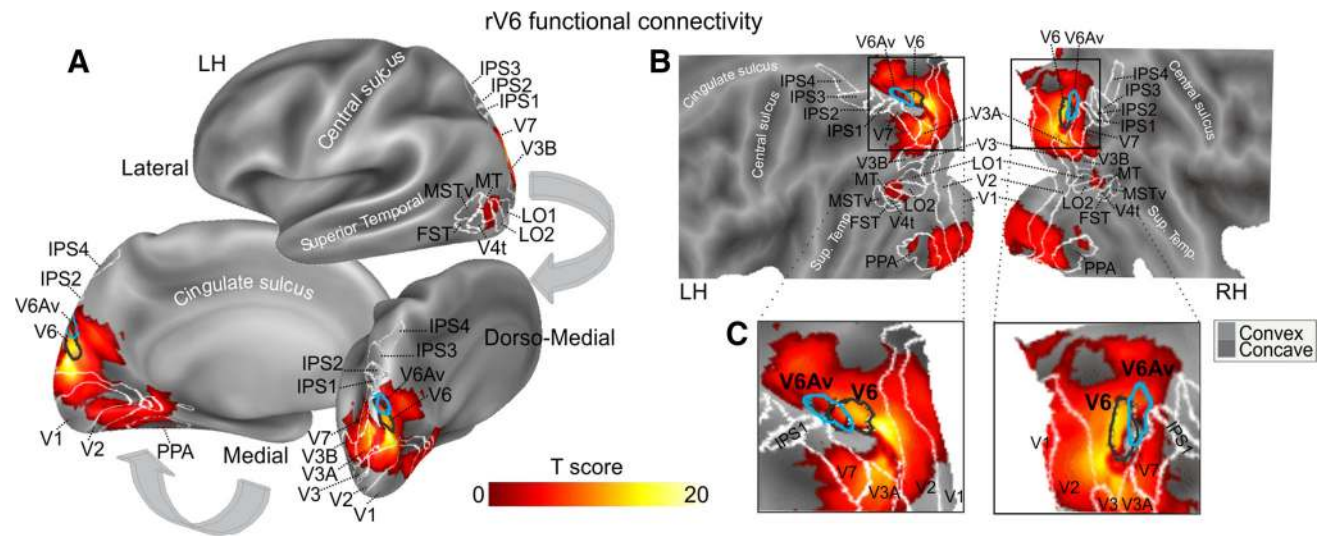 rV6 functional connectivity
A
LH
Central sulcus
IPS3
IPS2
IPS1
V7
V3B
Lateral
Superior Temporal
MSTv
MT
FST
V4t
LO1
LO2
IPS4
IPS2
V6Av
V6
Cingulate sulcus
V1
V2
PPA
Medial
Dorso-Medial
IPS4
IPS3
IPS2
IPS1
V6Av
V6
V7
V3B
V3A
V3
V2
V1
T score
0
20
B
V6Av
V6
V6
V6Av
Cingulate sulcus
Central sulcus
IPS4
IPS3
IPS2
IPS1
V7
V3A
V3B
V3
LO1
MT
V2
MSTv
LO2
V1
FST
V4t
Sup. Temp.
PPA
LH
IPS4
IPS3
IPS2
IPS1
V7
V3B
MT
MSTv
LO2
FST
V4t
Central sulcus
Sup. Temp.
PPA
RH
C
V6Av
V6
IPS1
V7
V3A
V2
V1
V6Av
V6
IPS1
V1
V2
V7
V3
V3A
Convex
Concave